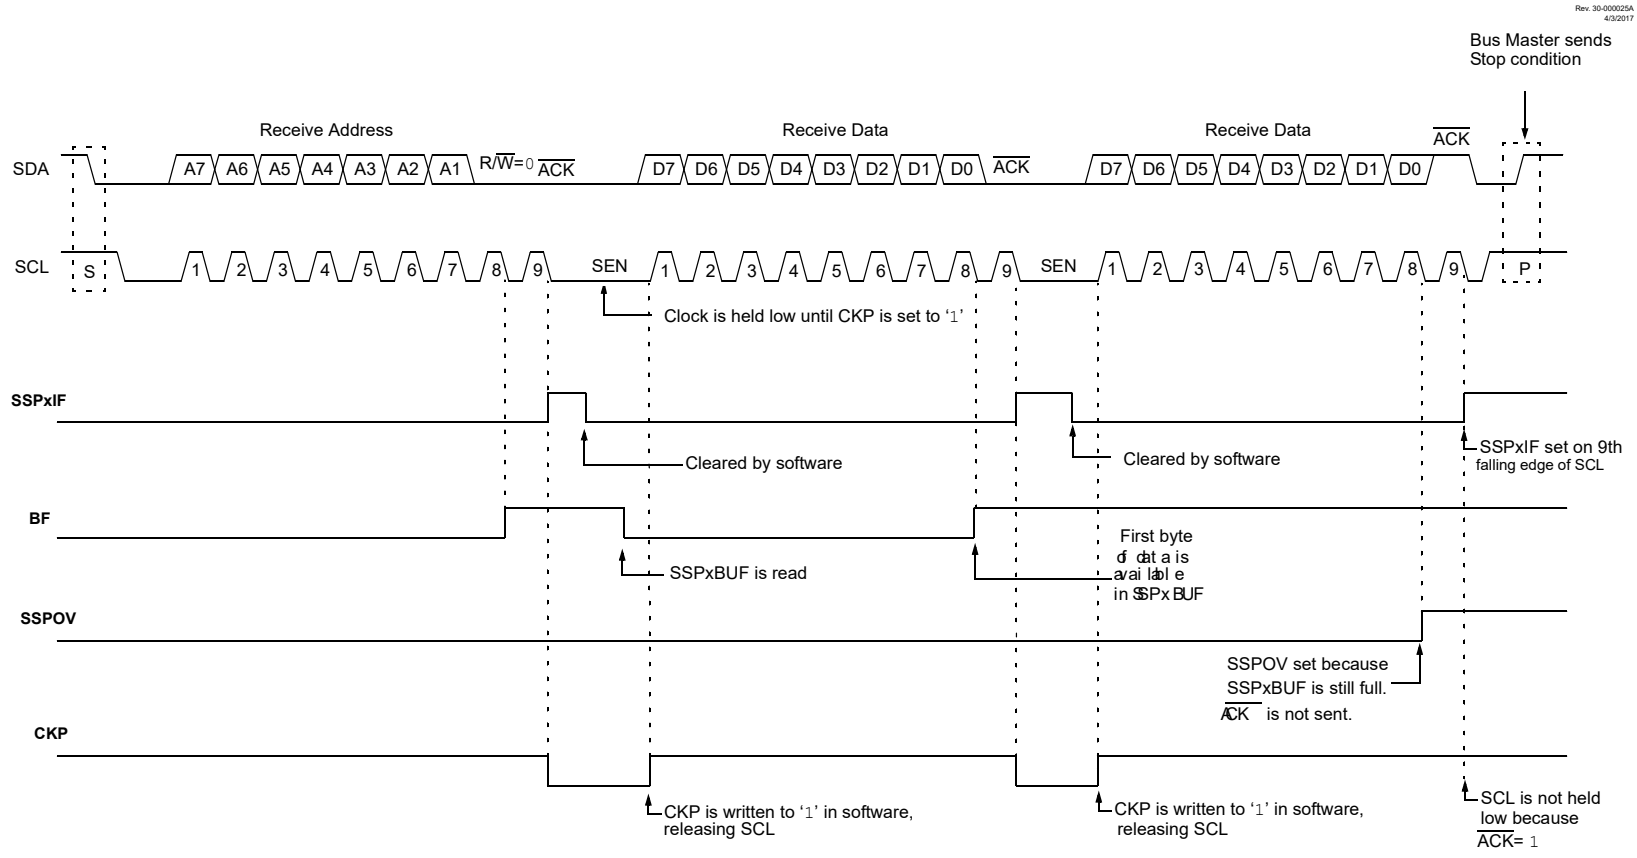 Rev. 30-000025A
4/3/2017
Bus Master sends
Stop condition
Receive Address
Receive Data
Receive Data
ACK
SDA
A7 A6 A5 A4 A3 A2 A1 R/W=0 ACK
D7 D6 D5 D4 D3 D2 D1 D0 ACK
D7 D6 D5 D4 D3 D2 D1 D0
SCL
S
1 2 3 4 5 6 7 8 9 SEN
1 2 3 4 5 6 7 8 9 SEN
1 2 3 4 5 6 7 8 9 P
Clock is held low until CKP is set to ‘1’
SSPxIF
Cleared by software
Cleared by software
SSPxIF set on 9th
falling edge of SCL
BF
SSPxBUF is read
First byte
of data is
available
in SSPxBUF
SSPOV
SSPOV set because
SSPxBUF is still full.
ACK is not sent.
CKP
CKP is written to ‘1’ in software,
releasing SCL
CKP is written to ‘1’ in software,
releasing SCL
SCL is not held
low because
ACK= 1